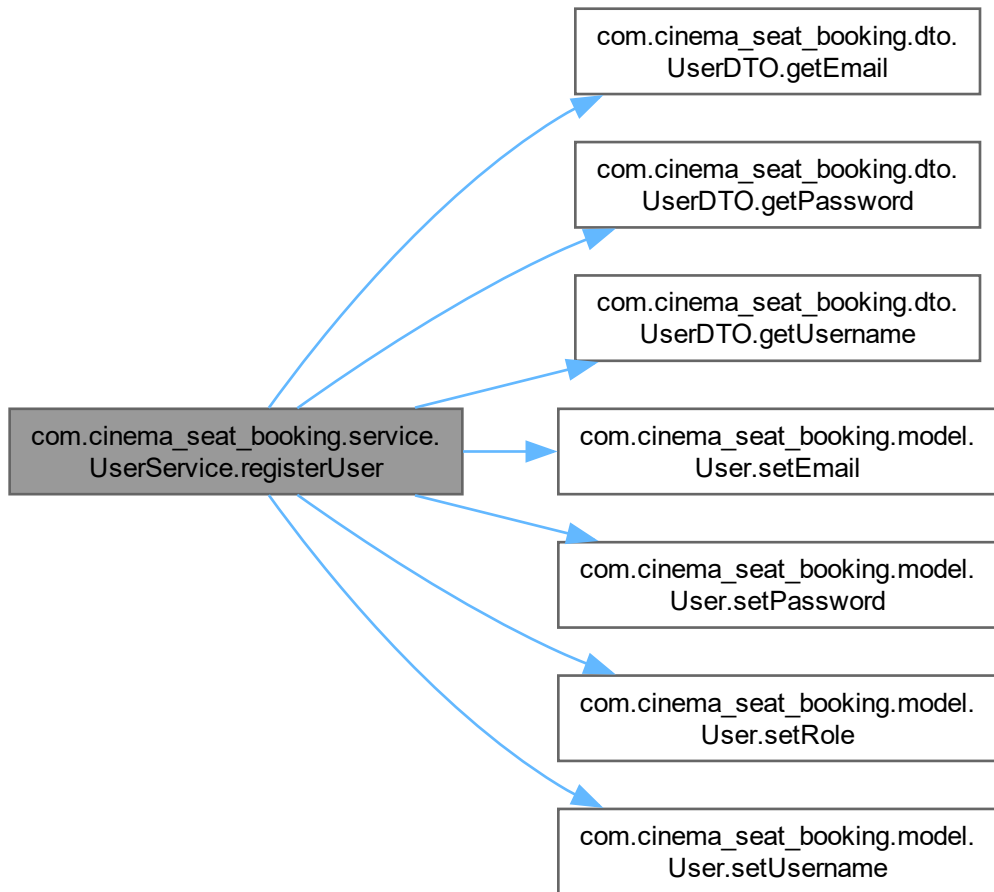 com.cinema_seat_booking.dto.
UserDTO.getEmail
com.cinema_seat_booking.dto.
UserDTO.getPassword
com.cinema_seat_booking.dto.
UserDTO.getUsername
com.cinema_seat_booking.service.
UserService.registerUser
com.cinema_seat_booking.model.
User.setEmail
com.cinema_seat_booking.model.
User.setPassword
com.cinema_seat_booking.model.
User.setRole
com.cinema_seat_booking.model.
User.setUsername